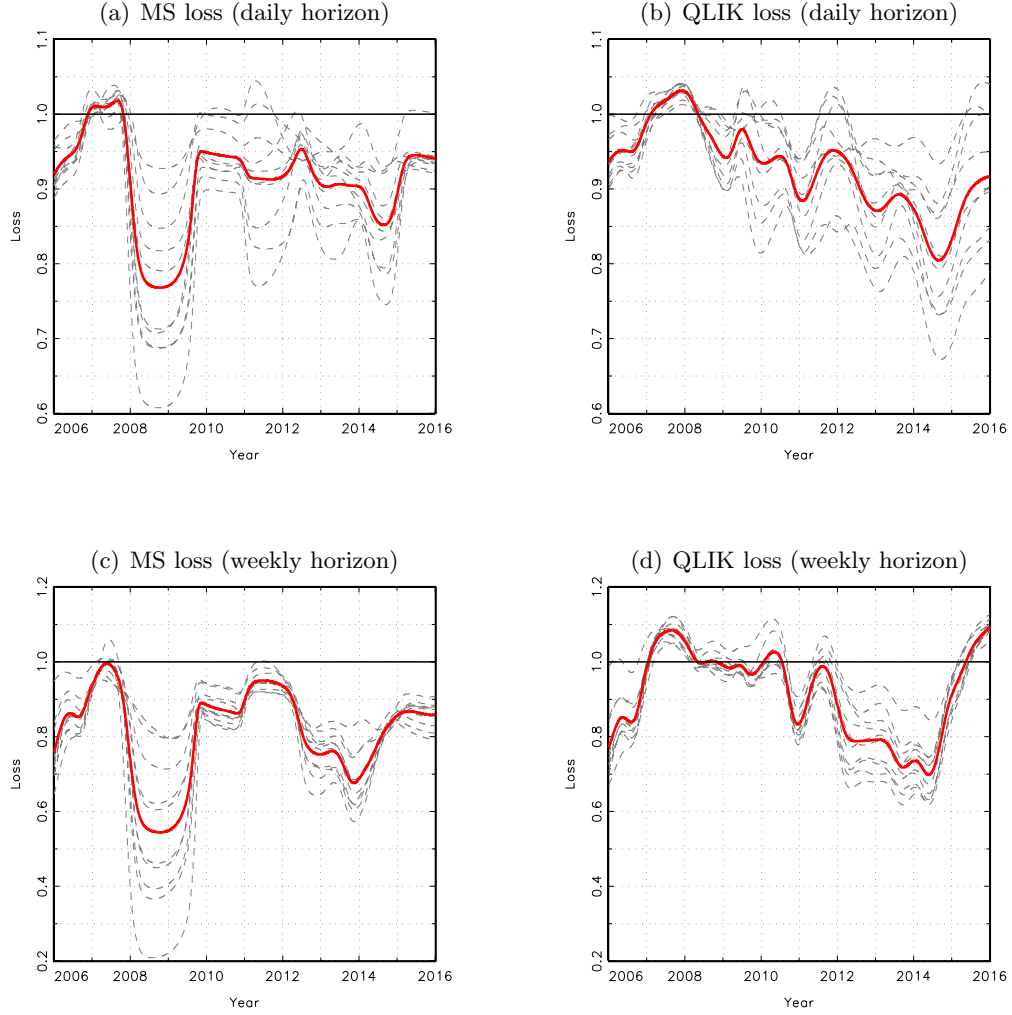 (a) MS loss (daily horizon)
1.1
1.0
0.9
0.8
0.7
0.6
Loss
2006 2008 2010 2012 2014 2016
Year
(b) QLIK loss (daily horizon)
1.1
1.0
0.9
0.8
0.7
0.6
Loss
2006 2008 2010 2012 2014 2016
Year
(c) MS loss (weekly horizon)
1.2
1.0
0.8
0.6
0.4
0.2
Loss
2006 2008 2010 2012 2014 2016
Year
(d) QLIK loss (weekly horizon)
1.2
1.0
0.8
0.6
0.4
0.2
Loss
2006 2008 2010 2012 2014 2016
Year